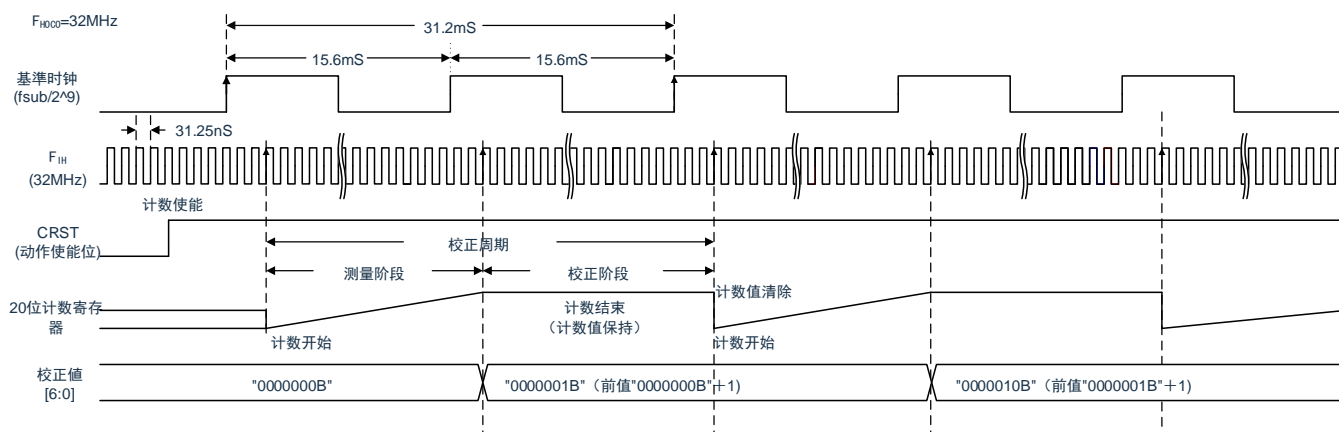 FHOCO=32MHz
31.2mS
15.6mS
15.6mS
基準时钟
(fsub/2^9)
31.25nS
FIH
(32MHz)
计数使能
CRST
(动作使能位)
校正周期
测量阶段
校正阶段
计数值清除
20位计数寄存
器
计数结束
（计数值保持）
计数开始
计数开始
校正値
[6:0]
"0000000B"
"0000001B"（前值"0000000B"＋1)
"0000010B"（前值"0000001B"＋1)